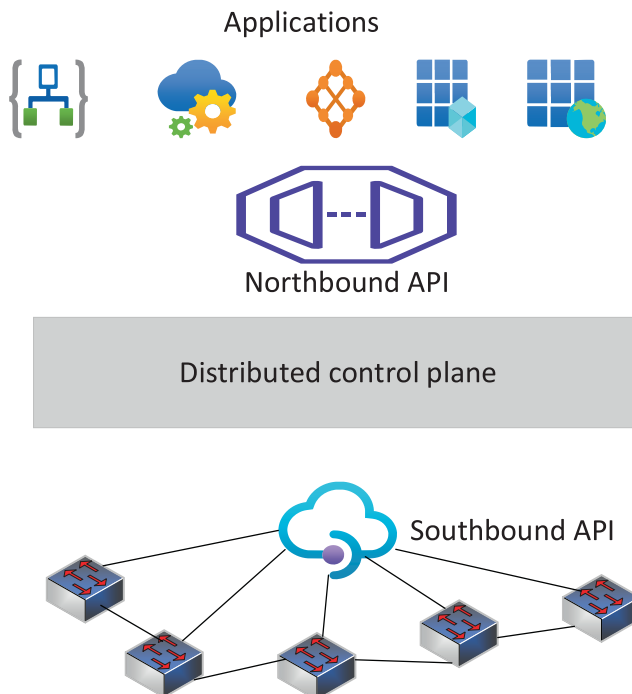 Applications
Northbound API
Distributed control plane
Southbound API